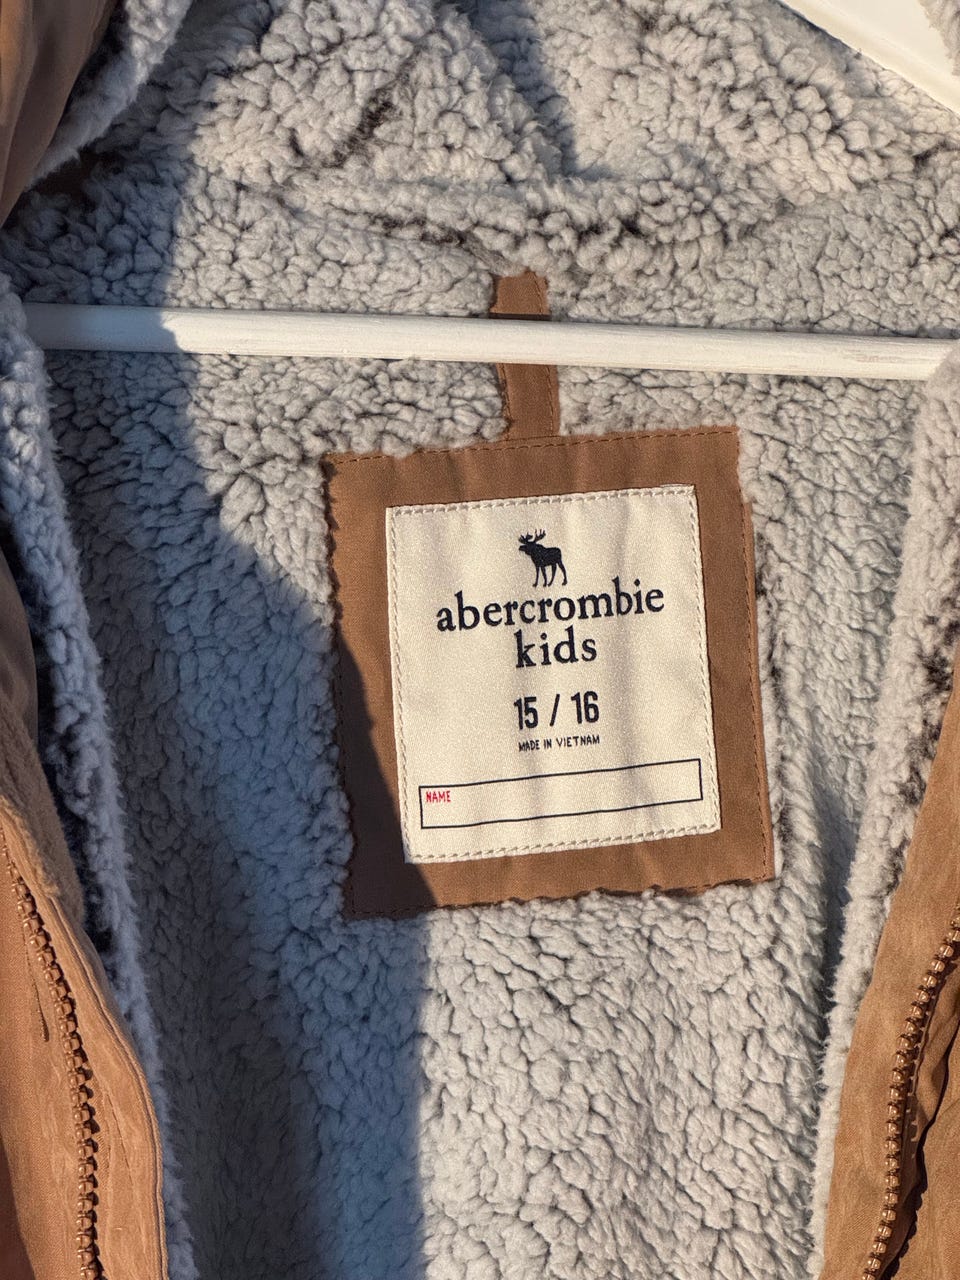 abercrombie
kids
15 / 16
MADE IN VIETNAM
NAME